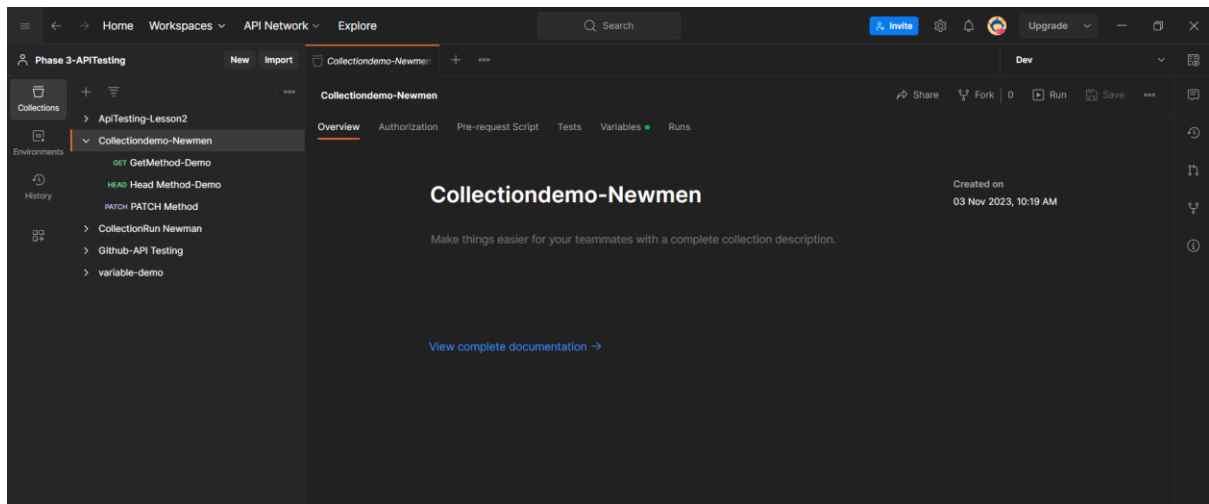 Home Workspaces API Network Explore Search Invite Upgrade
Phase 3-APITesting New Import Collectiondemo-Newmen Dev
Collections
Environments
History
ApiTesting-Lesson2
Collectiondemo-Newmen
GET GetMethod-Demo
HEAD Head Method-Demo
PATCH PATCH Method
CollectionRun Newman
Github-API Testing
variable-demo
Collectiondemo-Newmen Share Fork 0 Run Save
Overview Authorization Pre-request Script Tests Variables Runs
Collectiondemo-Newmen
Make things easier for your teammates with a complete collection description.
View complete documentation →
Created on
03 Nov 2023, 10:19 AM